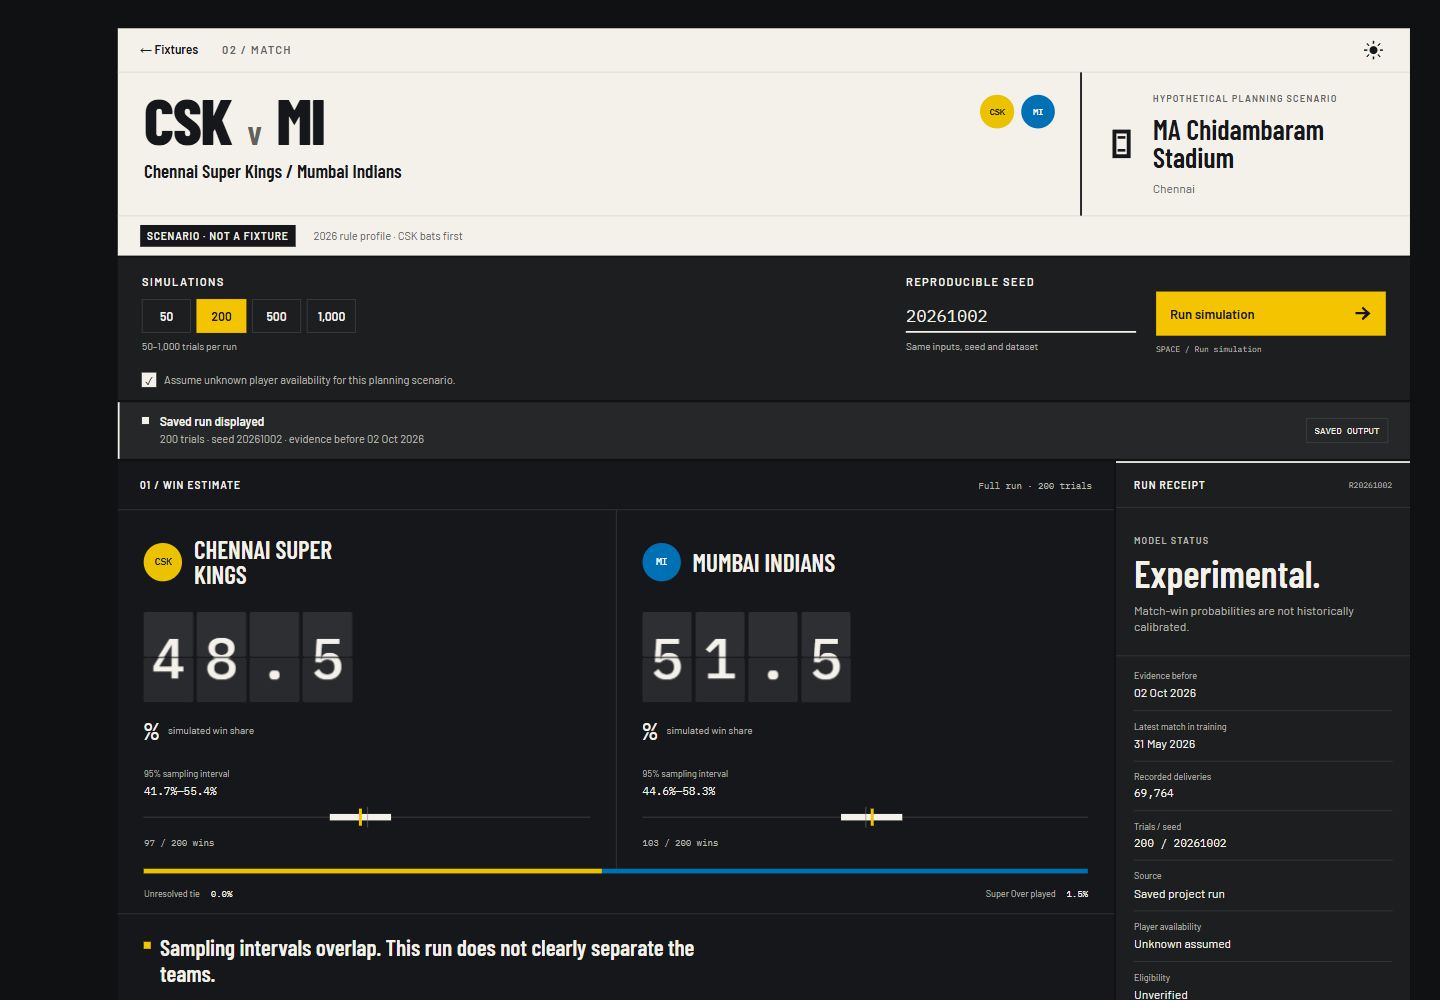 ← Fixtures 02 / MATCH
CSK v MI
Chennai Super Kings / Mumbai Indians
CSK MI
HYPOTHETICAL PLANNING SCENARIO
MA Chidambaram
Stadium
Chennai
SCENARIO · NOT A FIXTURE 2026 rule profile · CSK bats first
SIMULATIONS
50 200 500 1,000
50–1,000 trials per run
✓ Assume unknown player availability for this planning scenario.
REPRODUCIBLE SEED
20261002
Same inputs, seed and dataset
Run simulation →
SPACE / Run simulation
Saved run displayed
200 trials · seed 20261002 · evidence before 02 Oct 2026
SAVED OUTPUT
01 / WIN ESTIMATE Full run · 200 trials
CSK CHENNAI SUPER
KINGS
48.5
% simulated win share
95% sampling interval
41.7%–55.4%
97 / 200 wins
MI MUMBAI INDIANS
51.5
% simulated win share
95% sampling interval
44.6%–58.3%
103 / 200 wins
Unresolved tie 0.0% Super Over played 1.5%
Sampling intervals overlap. This run does not clearly separate the
teams.
RUN RECEIPT R20261002
MODEL STATUS
Experimental.
Match-win probabilities are not historically
calibrated.
Evidence before
02 Oct 2026
Latest match in training
31 May 2026
Recorded deliveries
69,764
Trials / seed
200 / 20261002
Source
Saved project run
Player availability
Unknown assumed
Eligibility
Unverified